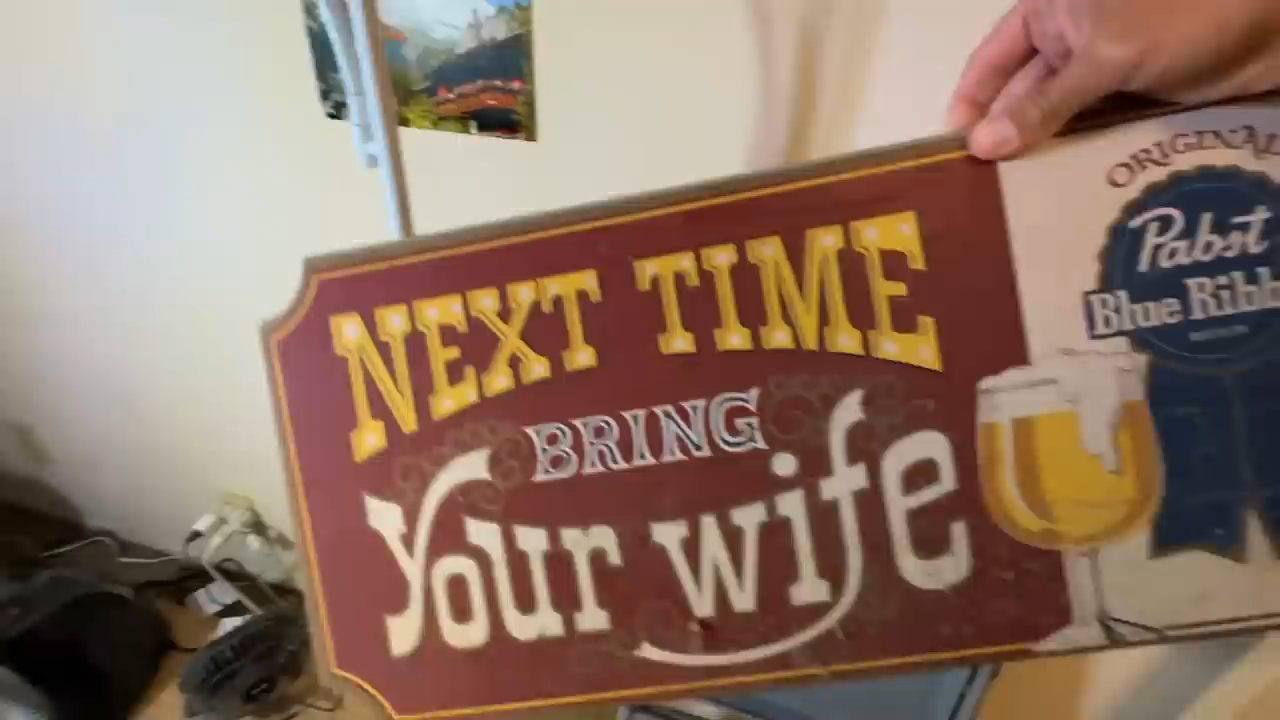 NEXT TIME
BRING
your wife
ORIGINAL
Pabst
Blue Ribb